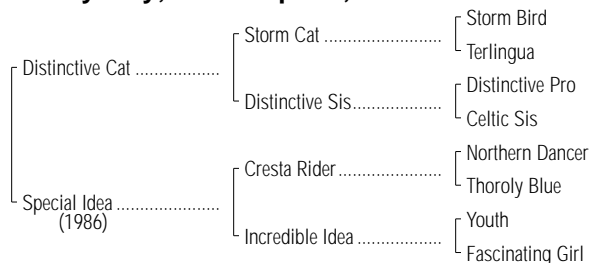 Storm Bird
Storm Cat ....................
Terlingua
Distinctive Cat ..................
Distinctive Pro
Distinctive Sis...................
Celtic Sis
Northern Dancer
Cresta Rider......................
Thoroly Blue
Special Idea ......................
(1986)
Youth
Incredible Idea ..................
Fascinating Girl